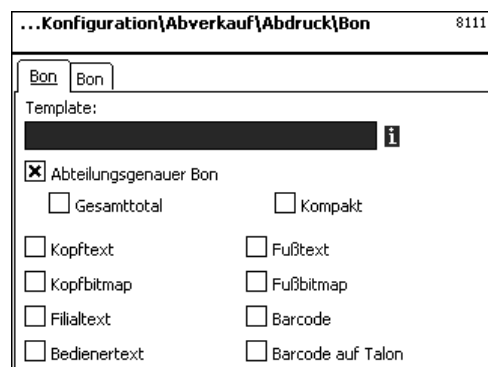 ...Konfiguration\Abverkauf\Abdruck\Bon 8111
Bon Bon
Template:
i
Abteilungsgenauer Bon
Gesamttotal Kompakt
Kopftext Fußtext
Kopfbitmap Fußbitmap
Filialtext Barcode
Bedienertext Barcode auf Talon